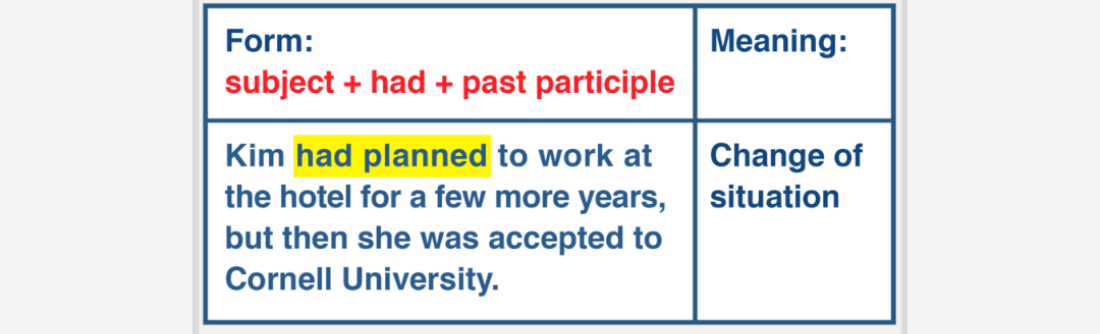 Form:
subject + had + past participle
Meaning:
Kim had planned to work at
the hotel for a few more years,
but then she was accepted to
Cornell University.
Change of
situation